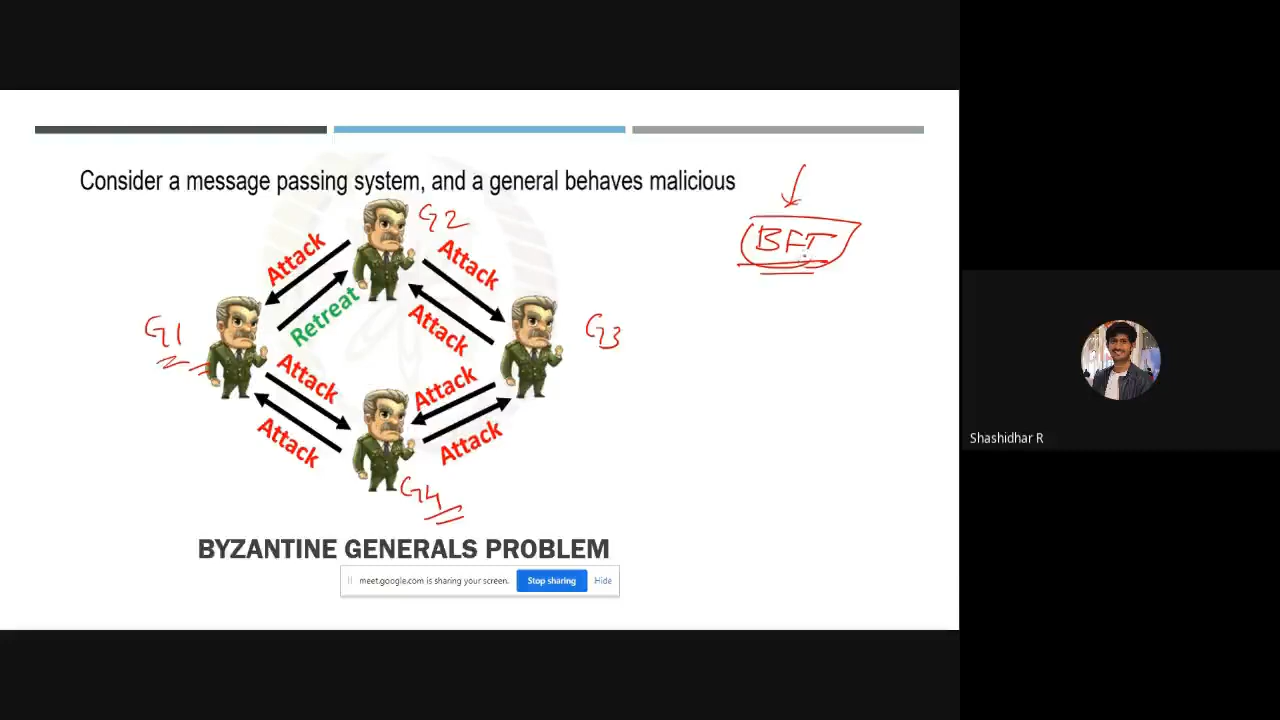 Consider a message passing system, and a general behaves malicious
BFT
G2
Attack
Attack
Retreat
Attack
G1
G3
Attack
Attack
Attack
Attack
G4
BYZANTINE GENERALS PROBLEM
meet.google.com is sharing your screen.
Stop sharing
Hide
Shashidhar R